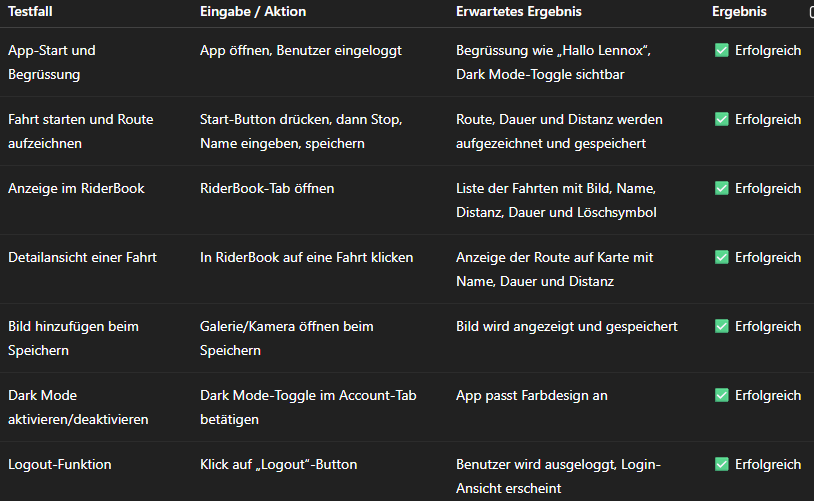 Testfall Eingabe / Aktion Erwartetes Ergebnis Ergebnis
App-Start und App öffnen, Benutzer eingeloggt Begrüssung wie „Hallo Lennox“, ✅ Erfolgreich
Begrüssung Dark Mode-Toggle sichtbar
Fahrt starten und Route Start-Button drücken, dann Stop, Route, Dauer und Distanz werden ✅ Erfolgreich
aufzeichnen Name eingeben, speichern aufgezeichnet und gespeichert
Anzeige im RiderBook RiderBook-Tab öffnen Liste der Fahrten mit Bild, Name, ✅ Erfolgreich
Distanz, Dauer und Löschsymbol
Detailansicht einer Fahrt In RiderBook auf eine Fahrt klicken Anzeige der Route auf Karte mit ✅ Erfolgreich
Name, Dauer und Distanz
Bild hinzufügen beim Galerie/Kamera öffnen beim Bild wird angezeigt und gespeichert ✅ Erfolgreich
Speichern Speichern
Dark Mode Dark Mode-Toggle im Account-Tab App passt Farbdesign an ✅ Erfolgreich
aktivieren/deaktivieren betätigen
Logout-Funktion Klick auf „Logout“-Button Benutzer wird ausgeloggt, Login- ✅ Erfolgreich
Ansicht erscheint